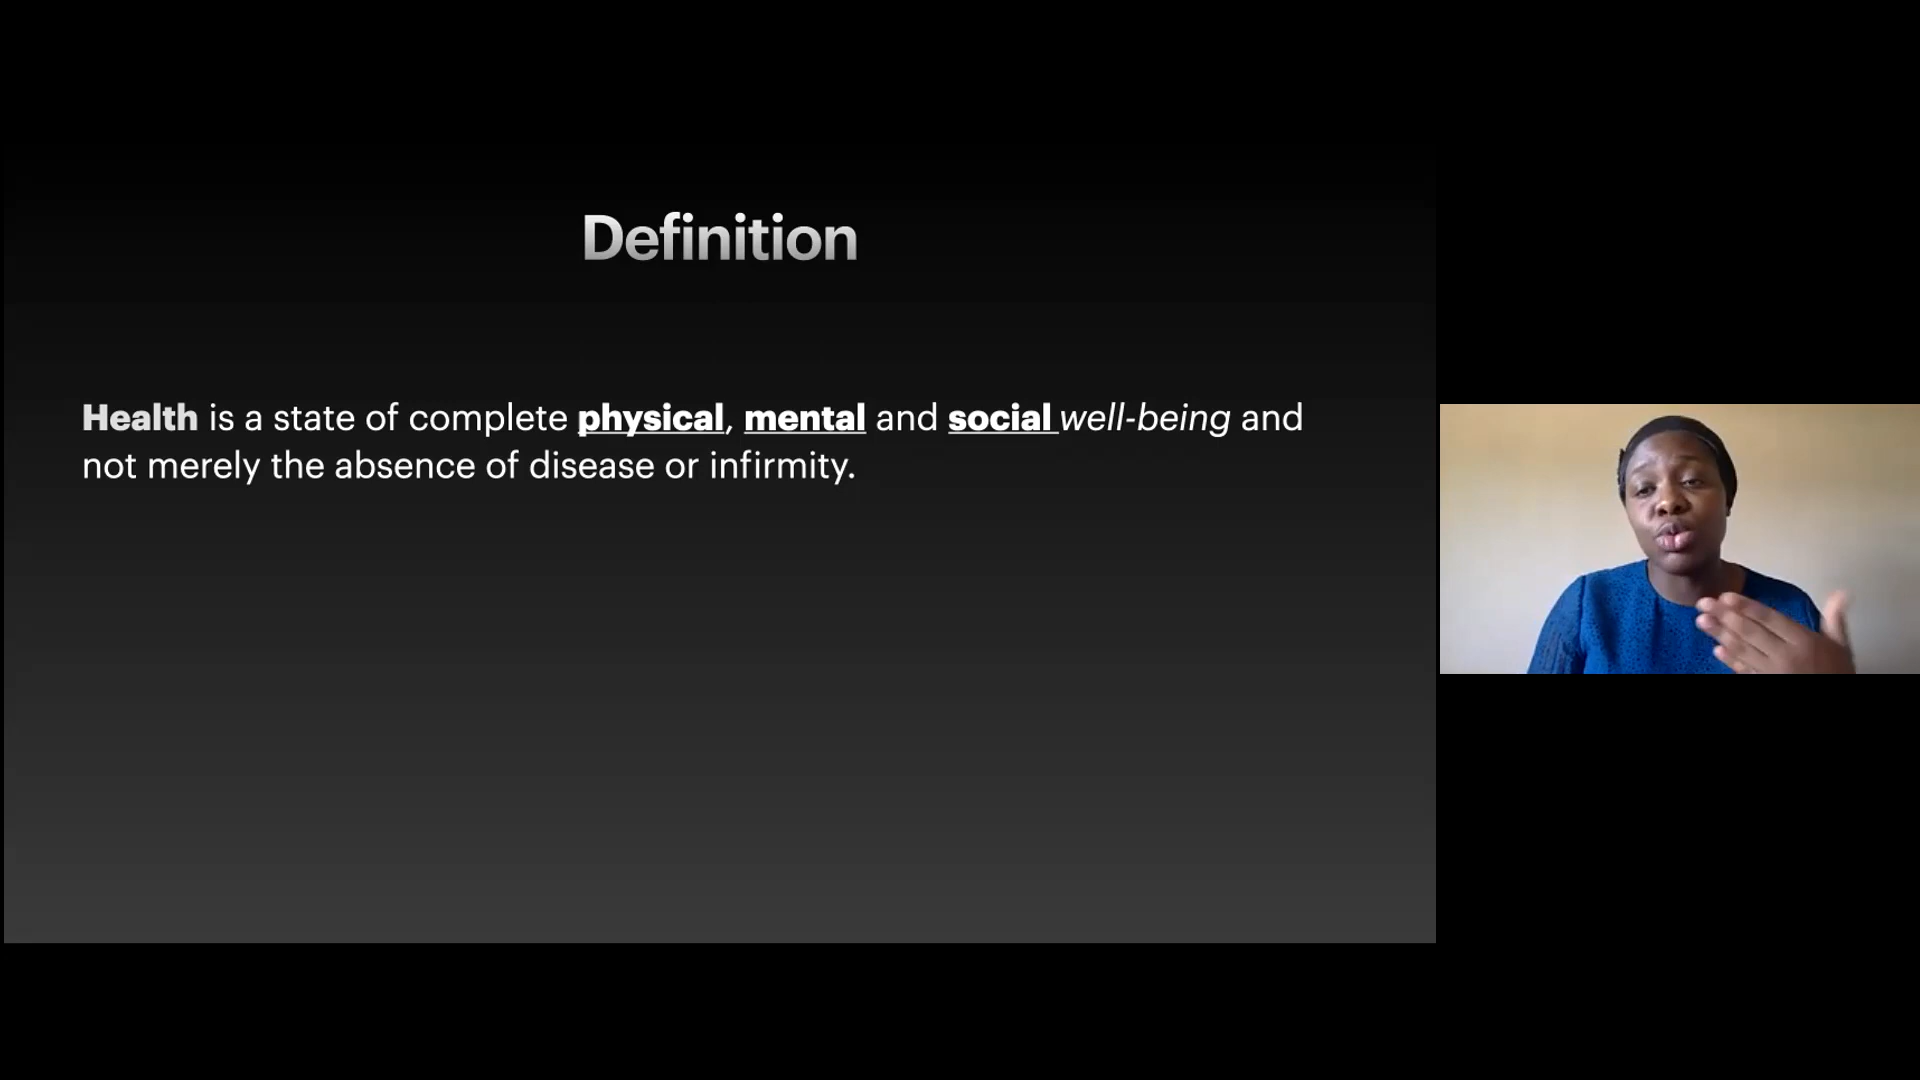 Definition
Health is a state of complete physical, mental and social well-being and
not merely the absence of disease or infirmity.